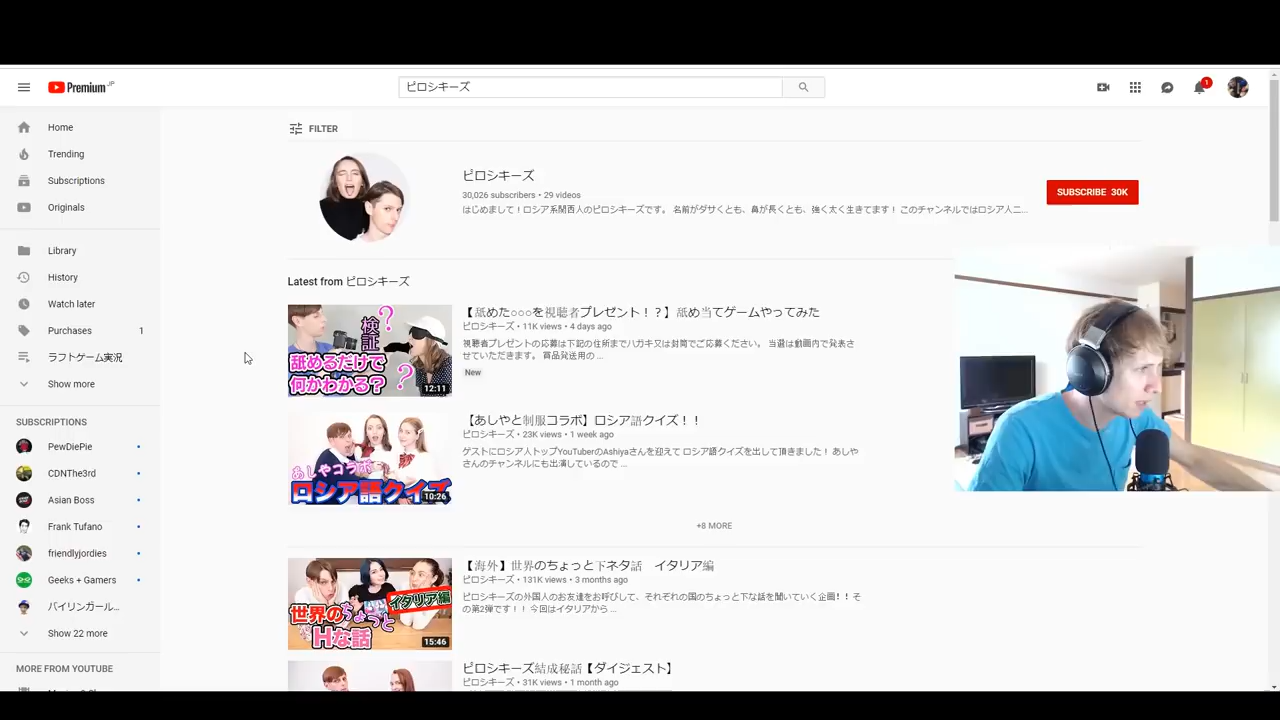 Premium JP
ピロシキーズ
1
Home
Trending
Subscriptions
Originals
Library
History
Watch later
Purchases 1
ラフトゲーム実況
Show more
SUBSCRIPTIONS
PewDiePie
CDNThe3rd
Asian Boss
Frank Tufano
friendlyjordies
Geeks + Gamers
バイリンガール...
Show 22 more
MORE FROM YOUTUBE
FILTER
ピロシキーズ
30,026 subscribers • 29 videos
はじめまして！ロシア系関西人のピロシキーズです。 名前がダサくとも、鼻が長くとも、強く太く生きてます！ このチャンネルではロシア人二...
SUBSCRIBE 30K
Latest from ピロシキーズ
検証
舐めるだけで
何かわかる？
12:11
【舐めた○○○を視聴者プレゼント！？】舐め当てゲームやってみた
ピロシキーズ • 11K views • 4 days ago
視聴者プレゼントの応募は下記の住所までハガキ又は封筒でご応募ください。 当選は動画内で発表さ
せていただきます。 賞品発送用の ...
New
あしやコラボ
ロシア語クイズ
10:26
【あしやと制服コラボ】ロシア語クイズ！！
ピロシキーズ • 23K views • 1 week ago
ゲストにロシア人トップYouTuberのAshiyaさんを迎えて ロシア語クイズを出して頂きました！ あしや
さんのチャンネルにも出演しているので ...
+8 MORE
イタリア編
世界のちょっと
Hな話
15:46
【海外】世界のちょっと下ネタ話　イタリア編
ピロシキーズ • 131K views • 3 months ago
ピロシキーズの外国人のお友達をお呼びして、それぞれの国のちょっと下な話を聞いていく企画！！ そ
の第2弾です！！ 今回はイタリアから ...
ピロシキーズ結成秘話【ダイジェスト】
ピロシキーズ • 31K views • 1 month ago